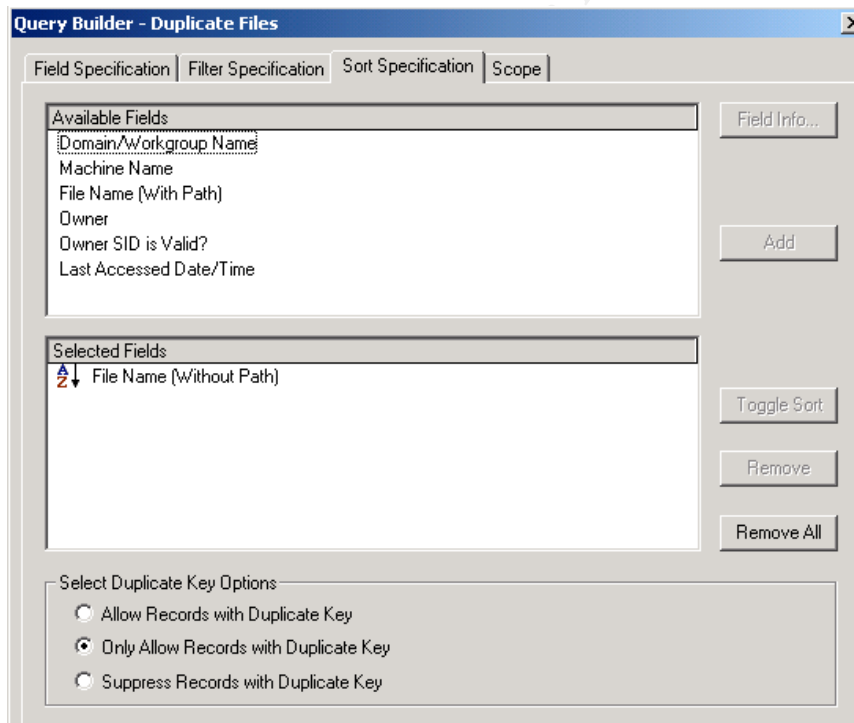 Query Builder - Duplicate Files
Field Specification Filter Specification Sort Specification Scope
Available Fields
Field Info...
Domain/Workgroup Name
Machine Name
File Name (With Path)
Owner
Owner SID is Valid?
Add
Last Accessed Date/Time
Selected Fields
A
Z
File Name (Without Path)
Toggle Sort
Remove
Remove All
Select Duplicate Key Options
Allow Records with Duplicate Key
Only Allow Records with Duplicate Key
Suppress Records with Duplicate Key